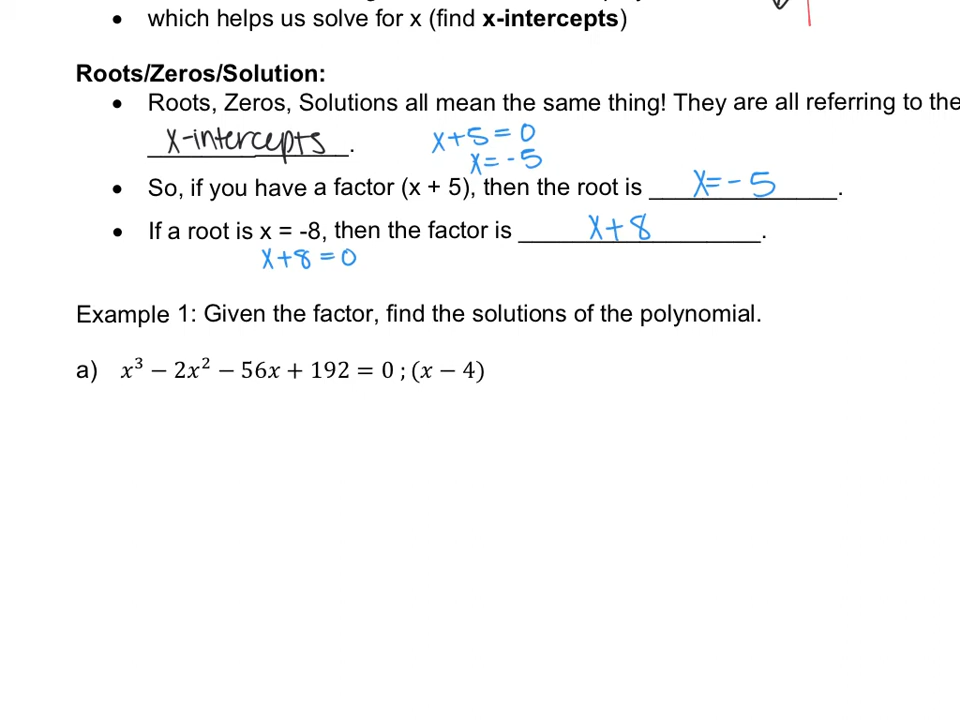 • which helps us solve for x (find x-intercepts)
Roots/Zeros/Solution:
• Roots, Zeros, Solutions all mean the same thing! They are all referring to the
x-intercepts.
x+5=0
x=-5
• So, if you have a factor (x + 5), then the root is x=-5.
• If a root is x = -8, then the factor is x+8.
x+8=0
Example 1: Given the factor, find the solutions of the polynomial.
a) x³ − 2x² − 56x + 192 = 0 ; (x − 4)